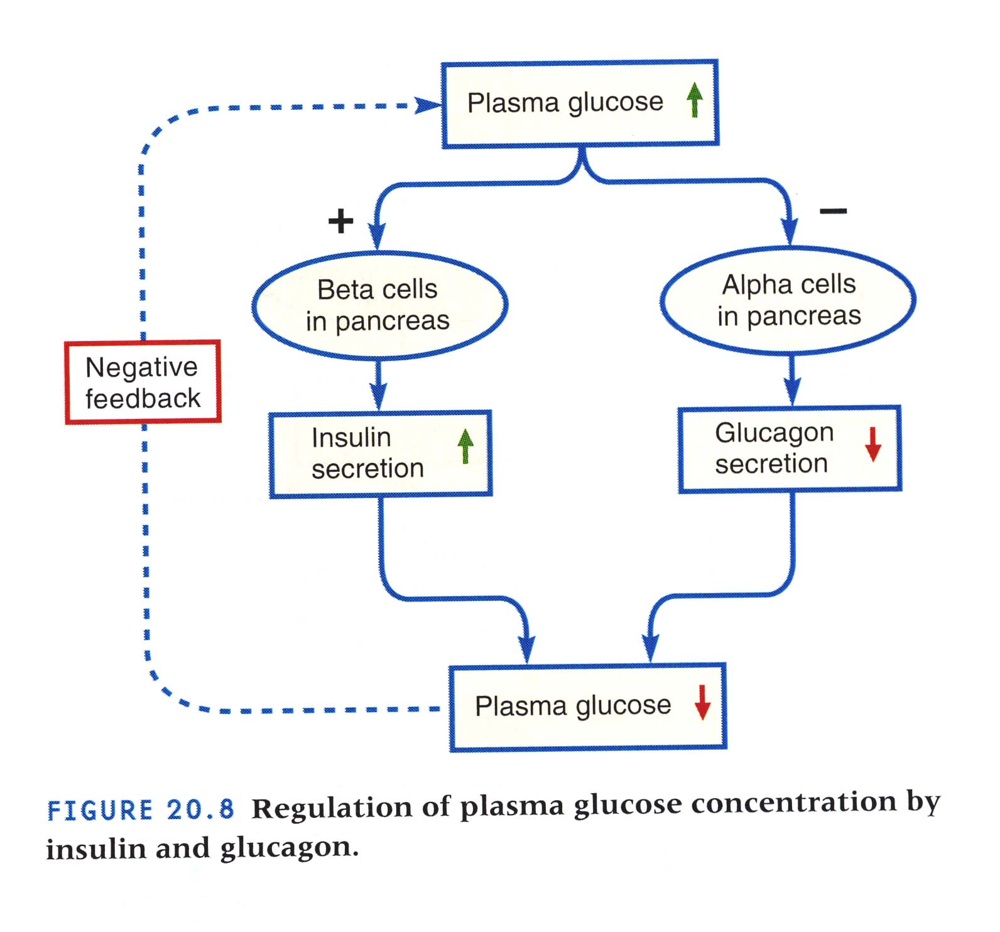 Plasma glucose
+
−
Beta cells
in pancreas
Alpha cells
in pancreas
Negative
feedback
Insulin
secretion
Glucagon
secretion
Plasma glucose
FIGURE 20.8 Regulation of plasma glucose concentration by
insulin and glucagon.